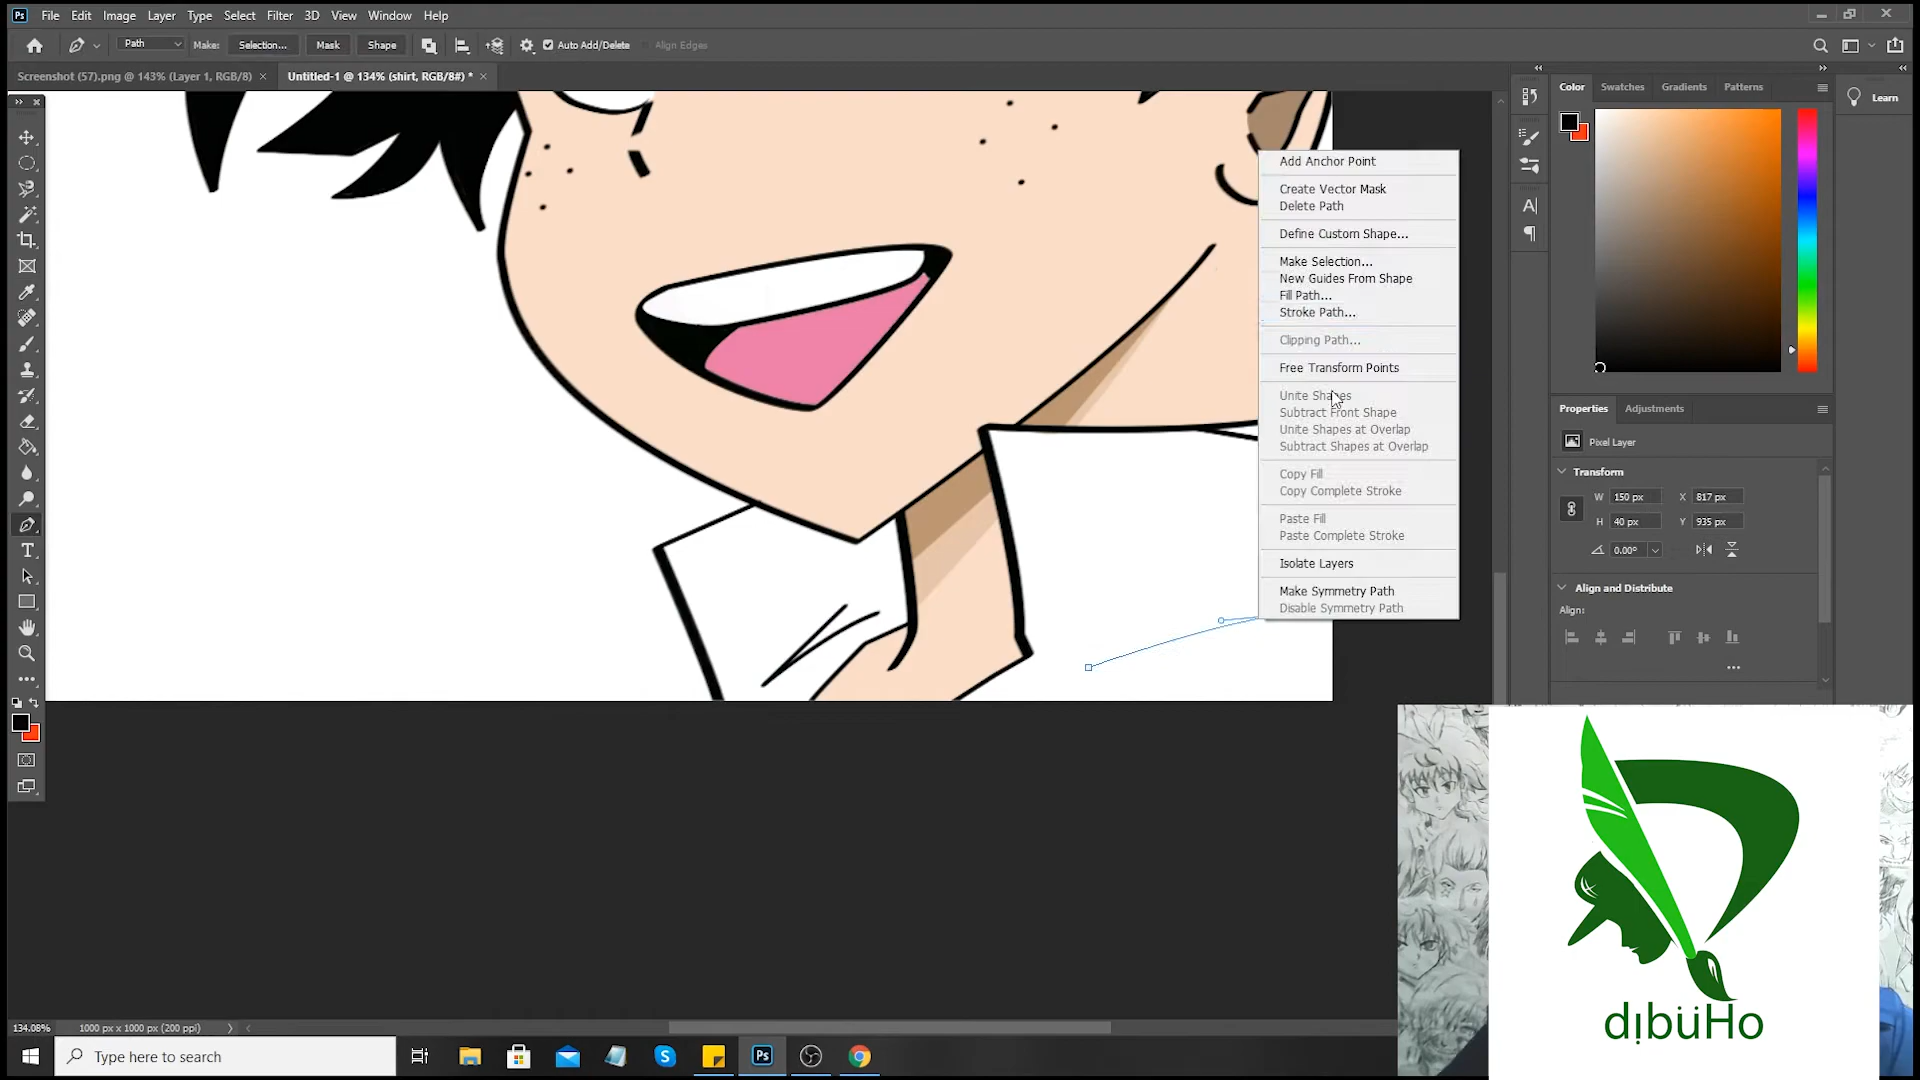 Ps File Edit Image Layer Type Select Filter 3D View Window Help
Path Make: Selection... Mask Shape Auto Add/Delete Align Edges
Screenshot (57).png @ 143% (Layer 1, RGB/8) × Untitled-1 @ 134% (shirt, RGB/8#) * ×
Color Swatches Gradients Patterns
Learn
Add Anchor Point
Create Vector Mask
Delete Path
Define Custom Shape...
Make Selection...
New Guides From Shape
Fill Path...
Stroke Path...
Clipping Path...
Free Transform Points
Unite Shapes
Subtract Front Shape
Unite Shapes at Overlap
Subtract Shapes at Overlap
Copy Fill
Copy Complete Stroke
Paste Fill
Paste Complete Stroke
Isolate Layers
Make Symmetry Path
Disable Symmetry Path
Properties Adjustments
Pixel Layer
Transform
W 150 px X 817 px
H 40 px Y 935 px
0.00°
Align and Distribute
Align:
dịbüHo
134.08% 1000 px x 1000 px (200 ppi)
Type here to search
Ps